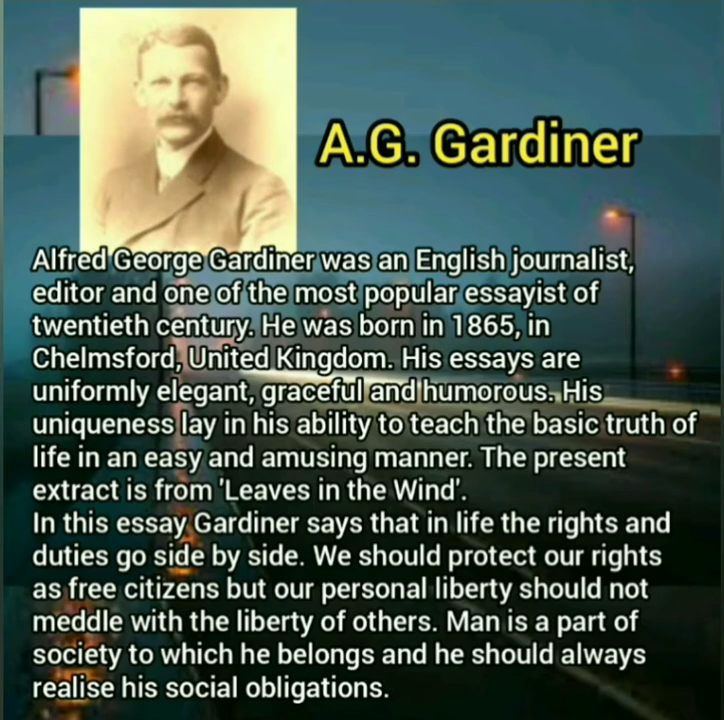 A.G. Gardiner
Alfred George Gardiner was an English journalist,
editor and one of the most popular essayist of
twentieth century. He was born in 1865, in
Chelmsford, United Kingdom. His essays are
uniformly elegant, graceful and humorous. His
uniqueness lay in his ability to teach the basic truth of
life in an easy and amusing manner. The present
extract is from 'Leaves in the Wind'.
In this essay Gardiner says that in life the rights and
duties go side by side. We should protect our rights
as free citizens but our personal liberty should not
meddle with the liberty of others. Man is a part of
society to which he belongs and he should always
realise his social obligations.